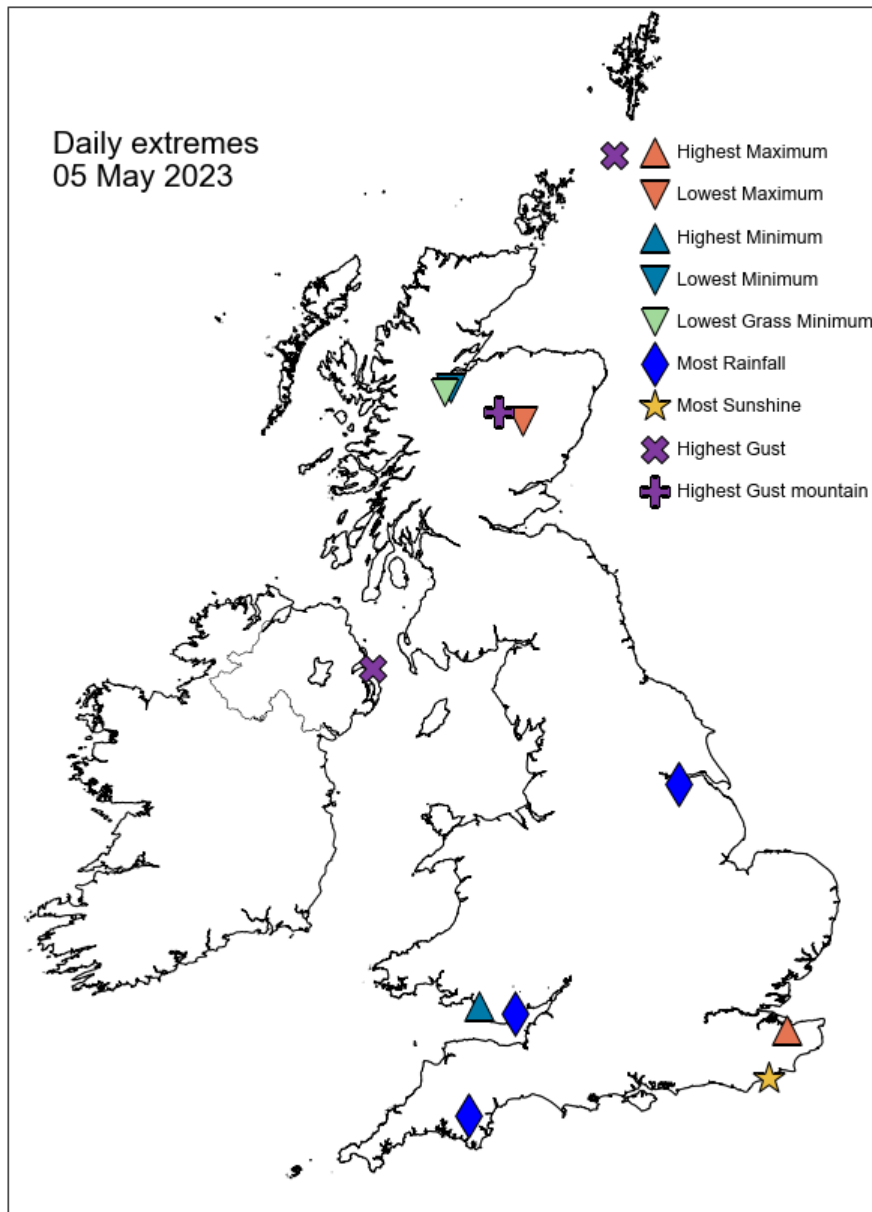 Daily extremes
05 May 2023
Highest Maximum
Lowest Maximum
Highest Minimum
Lowest Minimum
Lowest Grass Minimum
Most Rainfall
Most Sunshine
Highest Gust
Highest Gust mountain